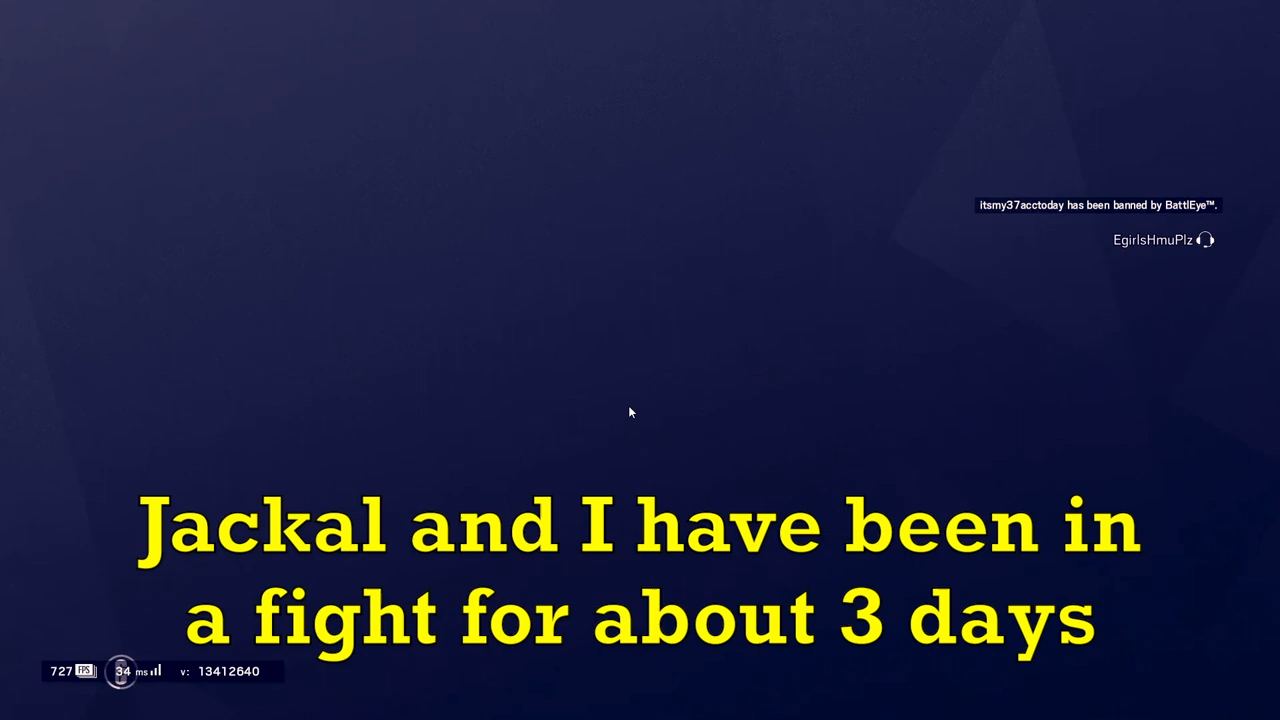 itsmy37acctoday has been banned by BattlEye™.
EgirlsHmuPlz
Jackal and I have been in
a fight for about 3 days
727 FPS 34 ms v: 13412640